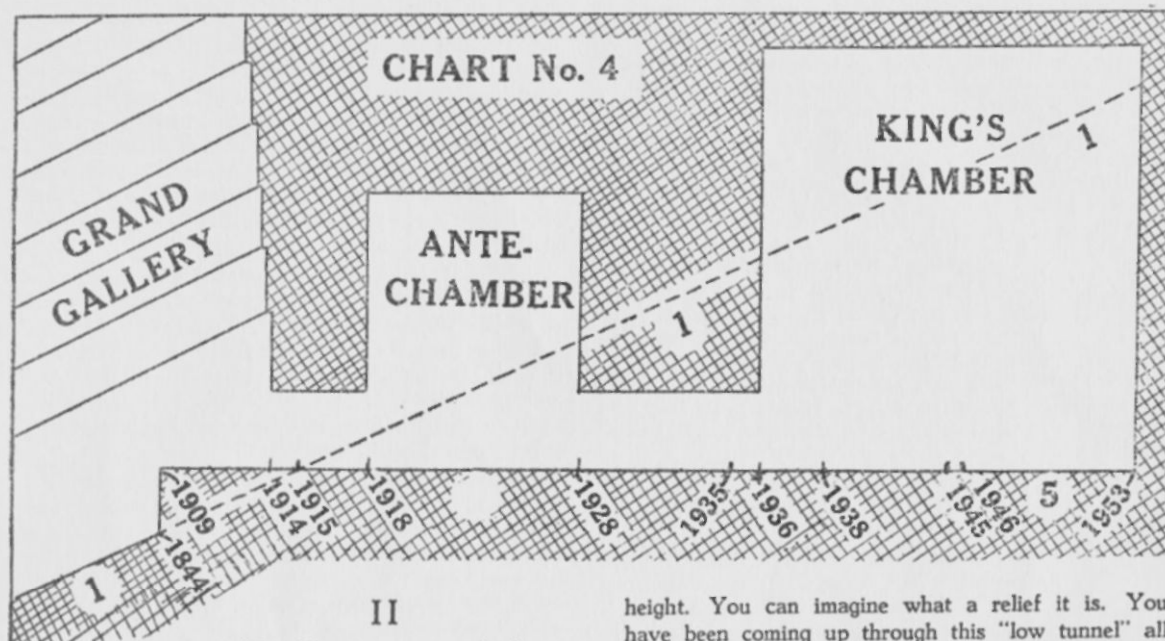 CHART No. 4
GRAND
GALLERY
ANTE-
CHAMBER
KING'S
CHAMBER
1
1
1
1909
1844
1914
1915
1918
1928
1935
1936
1938
1945
1946
5
1953
II
height. You can imagine what a relief it is. You
have been coming up through this "low tunnel" all